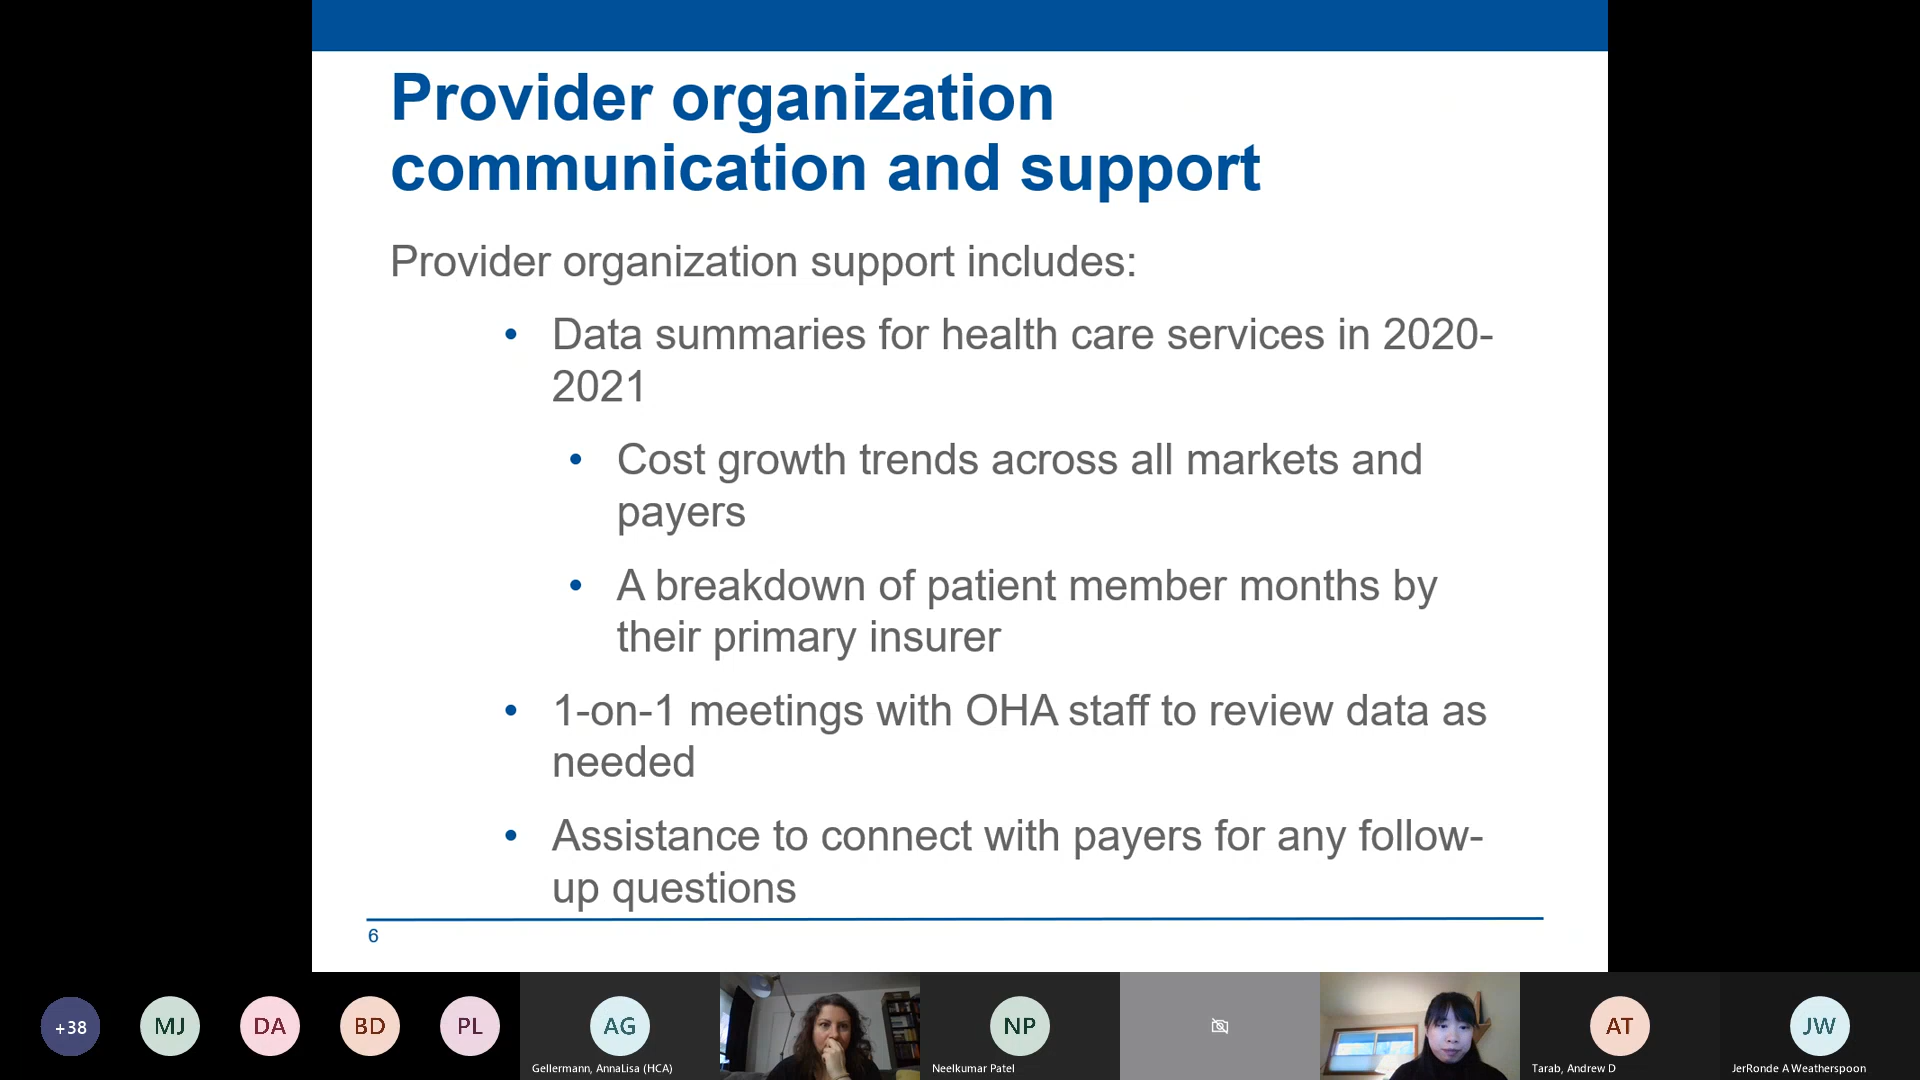 Provider organization
communication and support
Provider organization support includes:
• Data summaries for health care services in 2020-
2021
• Cost growth trends across all markets and
payers
• A breakdown of patient member months by
their primary insurer
• 1-on-1 meetings with OHA staff to review data as
needed
• Assistance to connect with payers for any follow-
up questions
6
+38
MJ
DA
BD
PL
AG
Gellermann, AnnaLisa (HCA)
NP
Neelkumar Patel
AT
Tarab, Andrew D
JW
JerRonde A Weatherspoon